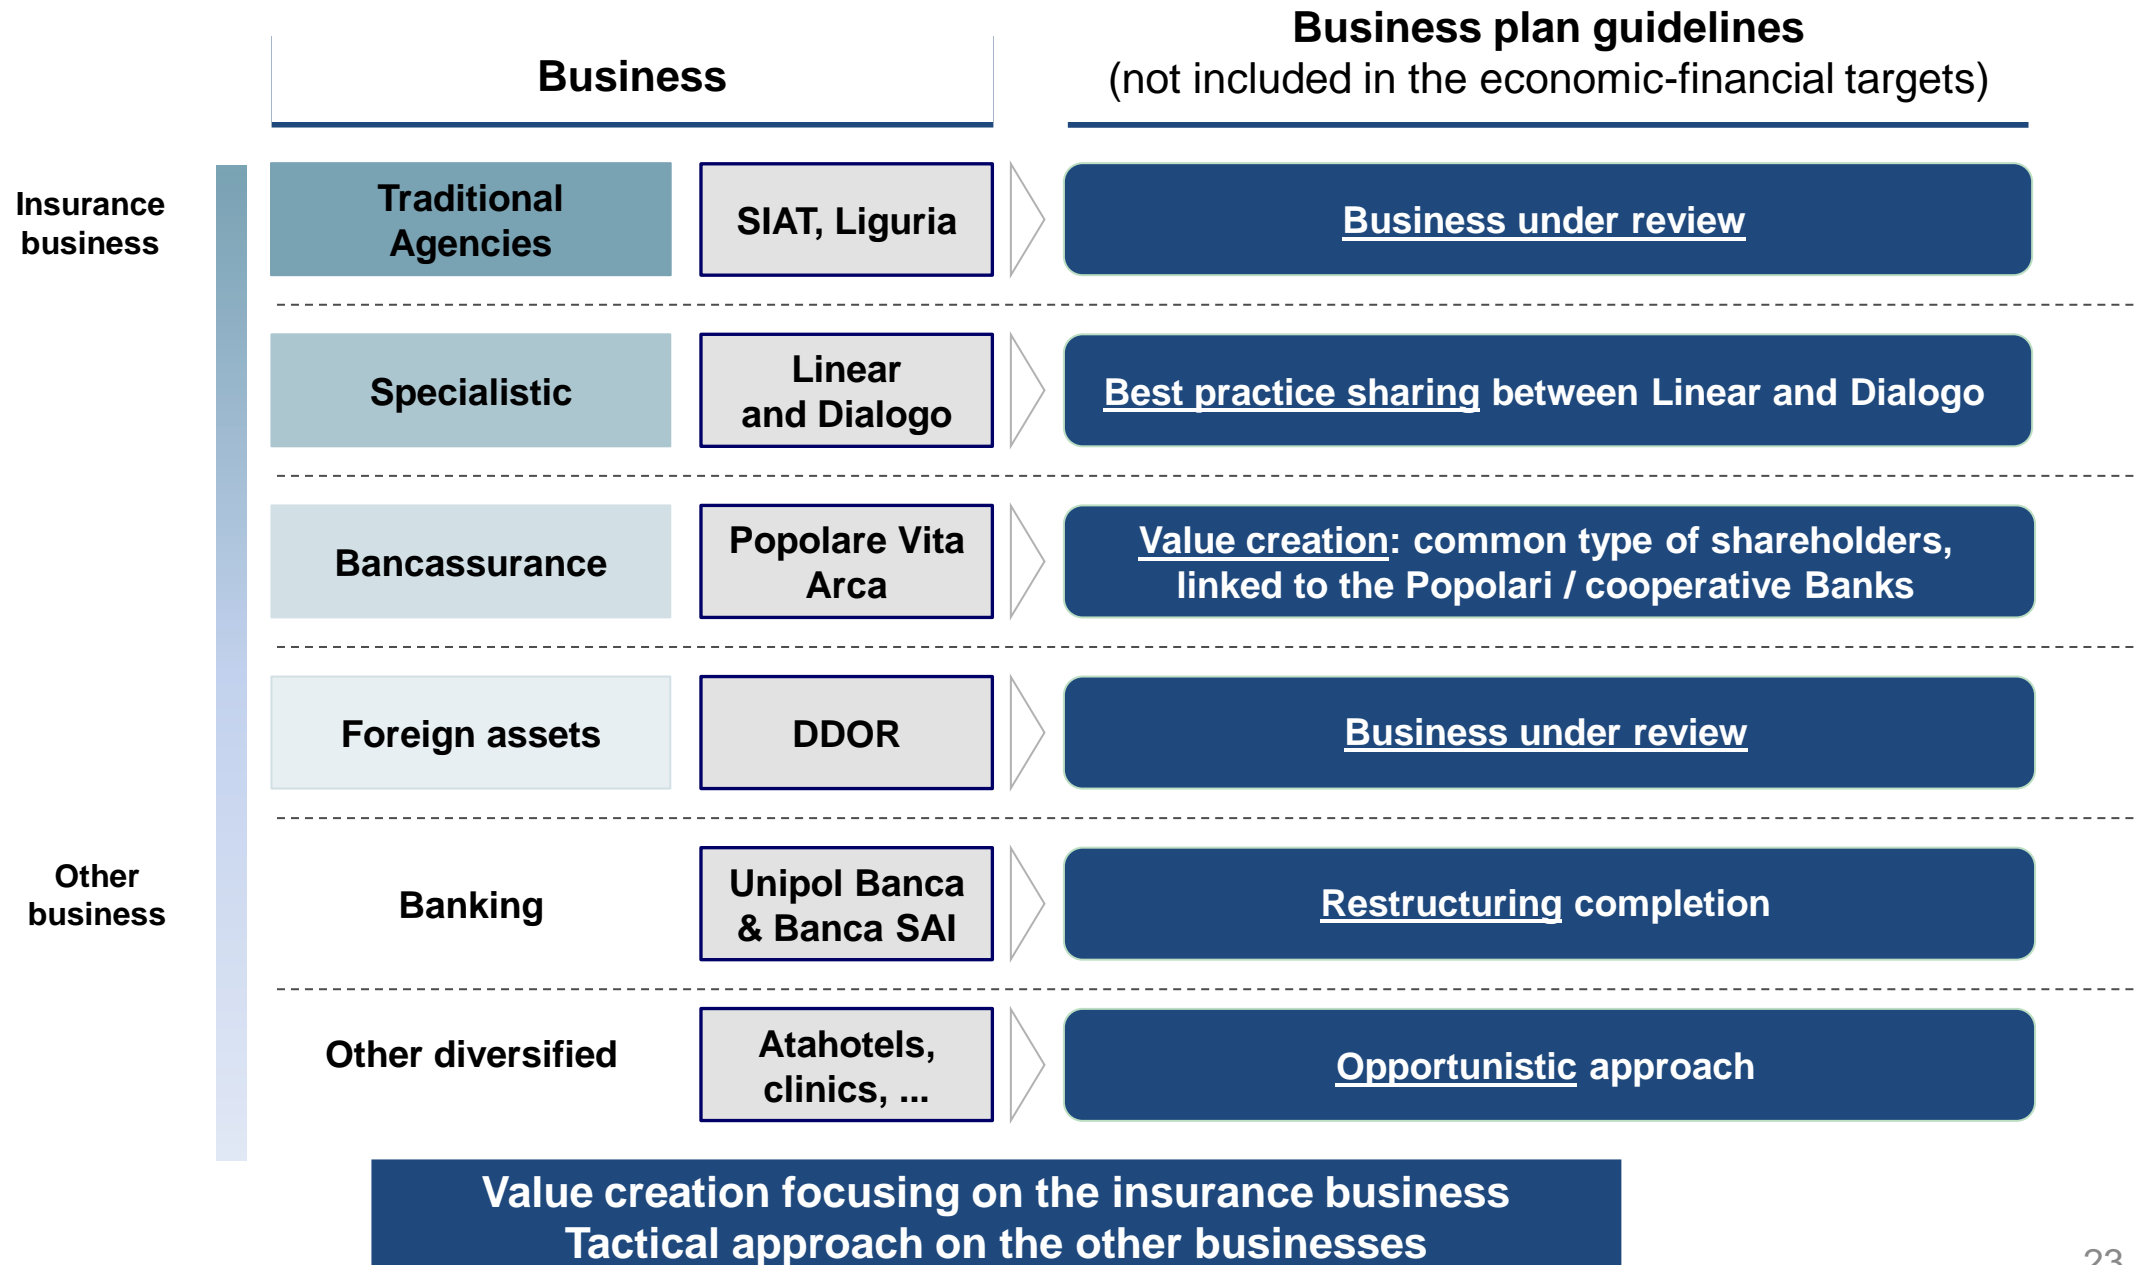 Business
Business plan guidelines
(not included in the economic-financial targets)
Insurance
business
Traditional
Agencies
SIAT, Liguria
Business under review
Specialistic
Linear
and Dialogo
Best practice sharing between Linear and Dialogo
Bancassurance
Popolare Vita
Arca
Value creation: common type of shareholders,
linked to the Popolari / cooperative Banks
Foreign assets
DDOR
Business under review
Other
business
Banking
Unipol Banca
& Banca SAI
Restructuring completion
Other diversified
Atahotels,
clinics, ...
Opportunistic approach
Value creation focusing on the insurance business
Tactical approach on the other businesses
23